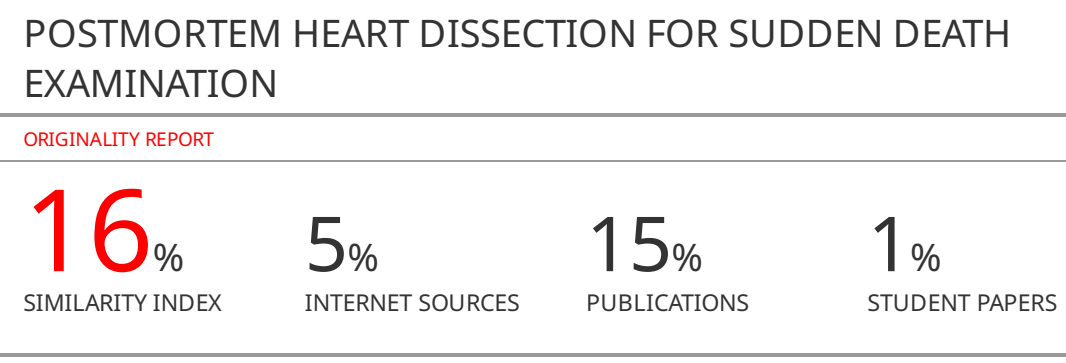 POSTMORTEM HEART DISSECTION FOR SUDDEN DEATH
EXAMINATION
ORIGINALITY REPORT
16% 5% 15% 1%
SIMILARITY INDEX INTERNET SOURCES PUBLICATIONS STUDENT PAPERS